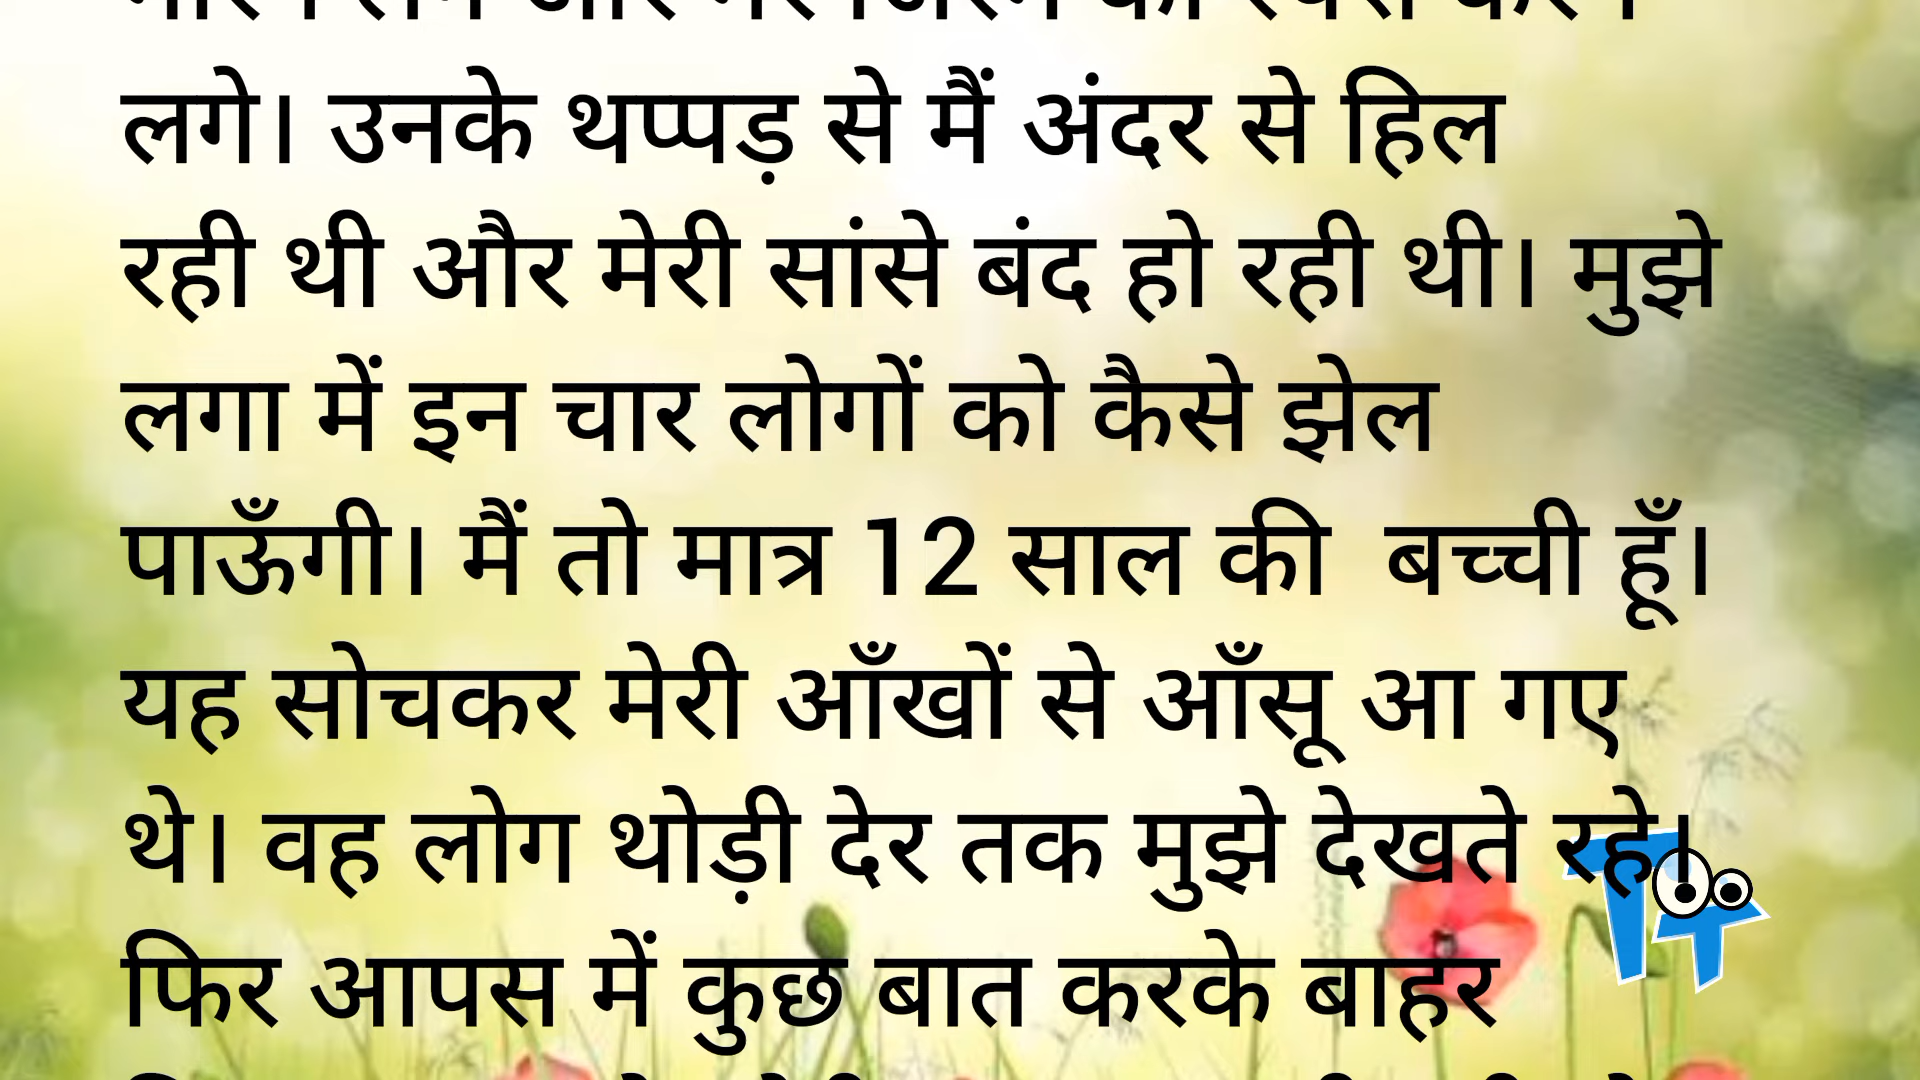 लगे। उनके थप्पड़ से मैं अंदर से हिल
रही थी और मेरी सांसे बंद हो रही थी। मुझे
लगा में इन चार लोगों को कैसे झेल
पाऊँगी। मैं तो मात्र 12 साल की बच्ची हूँ।
यह सोचकर मेरी आँखों से आँसू आ गए
थे। वह लोग थोड़ी देर तक मुझे देखते रहे।
फिर आपस में कुछ बात करके बाहर